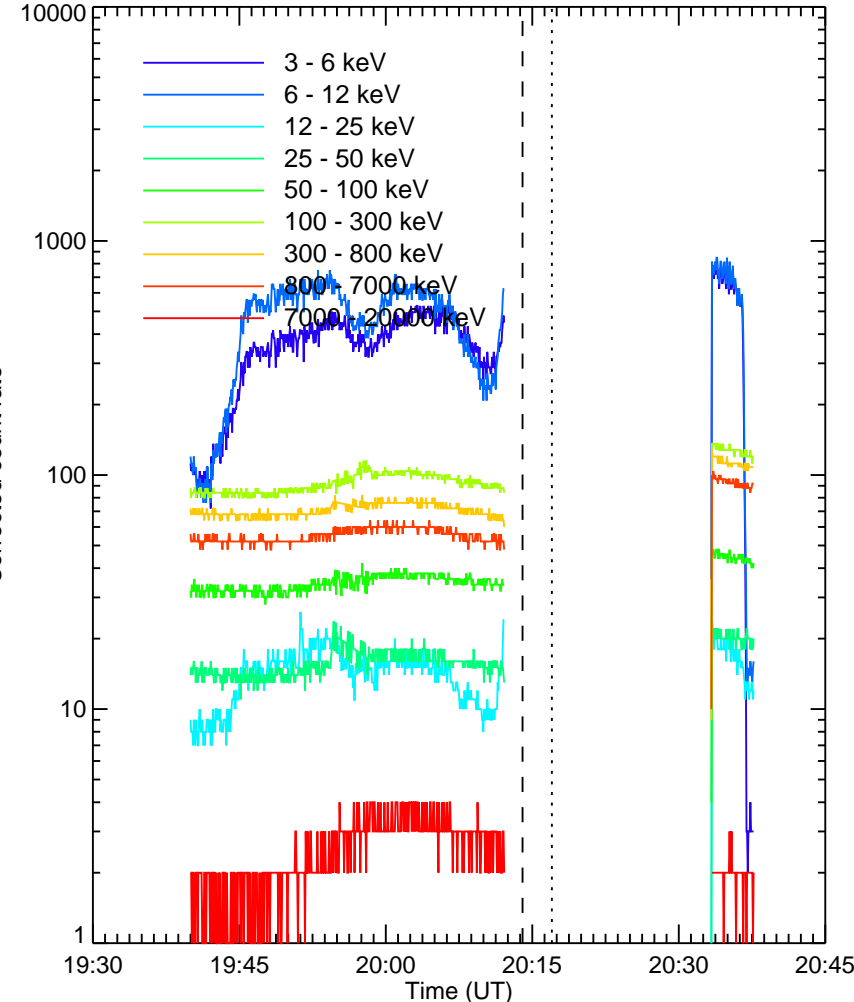 10000
1000
100
10
1
3 - 6 keV
6 - 12 keV
12 - 25 keV
25 - 50 keV
50 - 100 keV
100 - 300 keV
300 - 800 keV
800 - 7000 keV
7000 - 20000 keV
19:30 19:45 20:00 20:15 20:30 20:45
Time (UT)